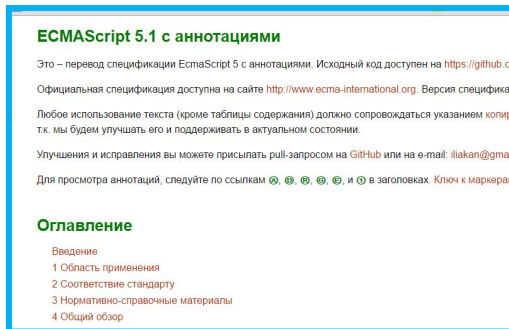 ECMAScript 5.1 с аннотациями
Это – перевод спецификации EcmaScript 5 с аннотациями. Исходный код доступен на https://github.c
Официальная спецификация доступна на сайте http://www.ecma-international.org. Версия специфика
Любое использование текста (кроме таблицы содержания) должно сопровождаться указанием копир
т.к. мы будем улучшать его и поддерживать в актуальном состоянии.
Улучшения и исправления вы можете присылать pull-запросом на GitHub или на e-mail: iliakan@gma
Для просмотра аннотаций, следуйте по ссылкам Ⓐ, Ⓓ, Ⓡ, Ⓖ, Ⓔ, и ① в заголовках. Ключ к маркерам
Оглавление
Введение
1 Область применения
2 Соответствие стандарту
3 Нормативно-справочные материалы
4 Общий обзор